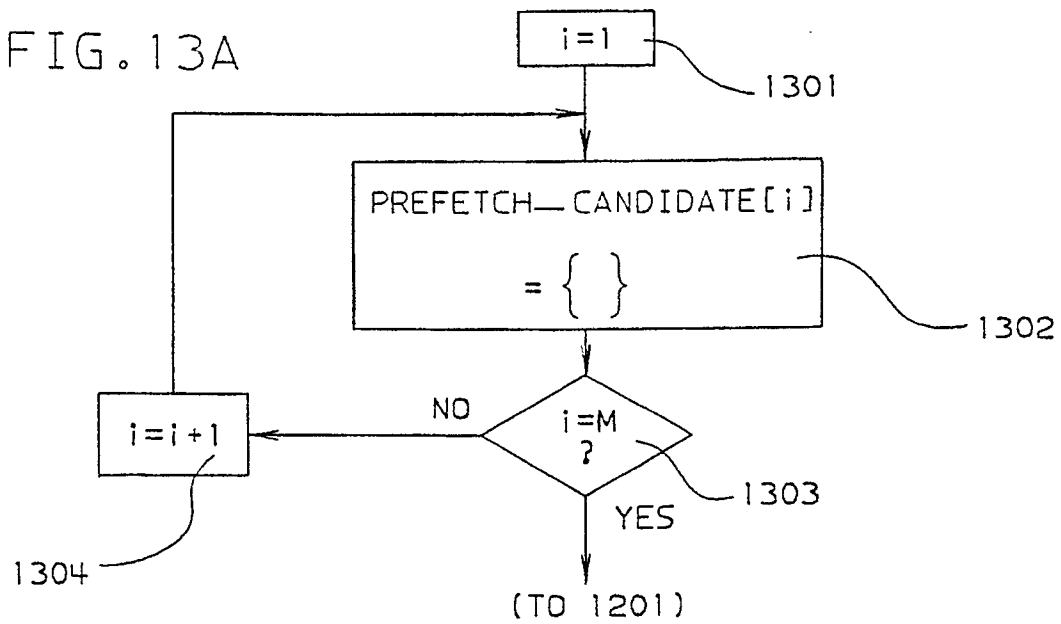 FIG.13A
i=1
1301
PREFETCH_CANDIDATE[i]
={ }
1302
i=M
?
1303
NO
i=i+1
1304
YES
(TO 1201)